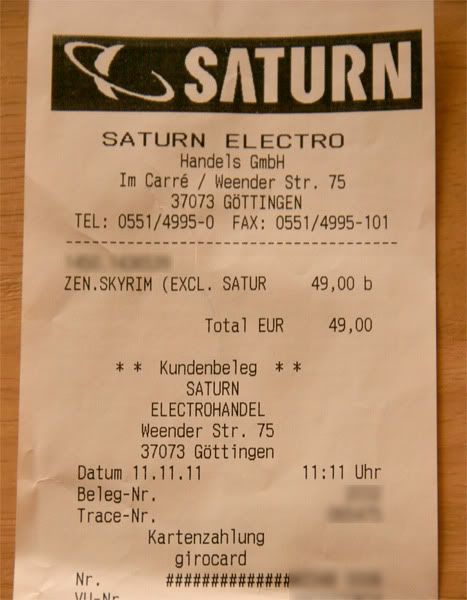 SATURN
SATURN ELECTRO
Handels GmbH
Im Carré / Weender Str. 75
37073 GÖTTINGEN
TEL: 0551/4995-0 FAX: 0551/4995-101
ZEN.SKYRIM (EXCL. SATUR 49,00 b
Total EUR 49,00
* * Kundenbeleg * *
SATURN
ELECTROHANDEL
Weender Str. 75
37073 Göttingen
Datum 11.11.11 11:11 Uhr
Beleg-Nr.
Trace-Nr.
Kartenzahlung
girocard
Nr. ##############
VU-Nr